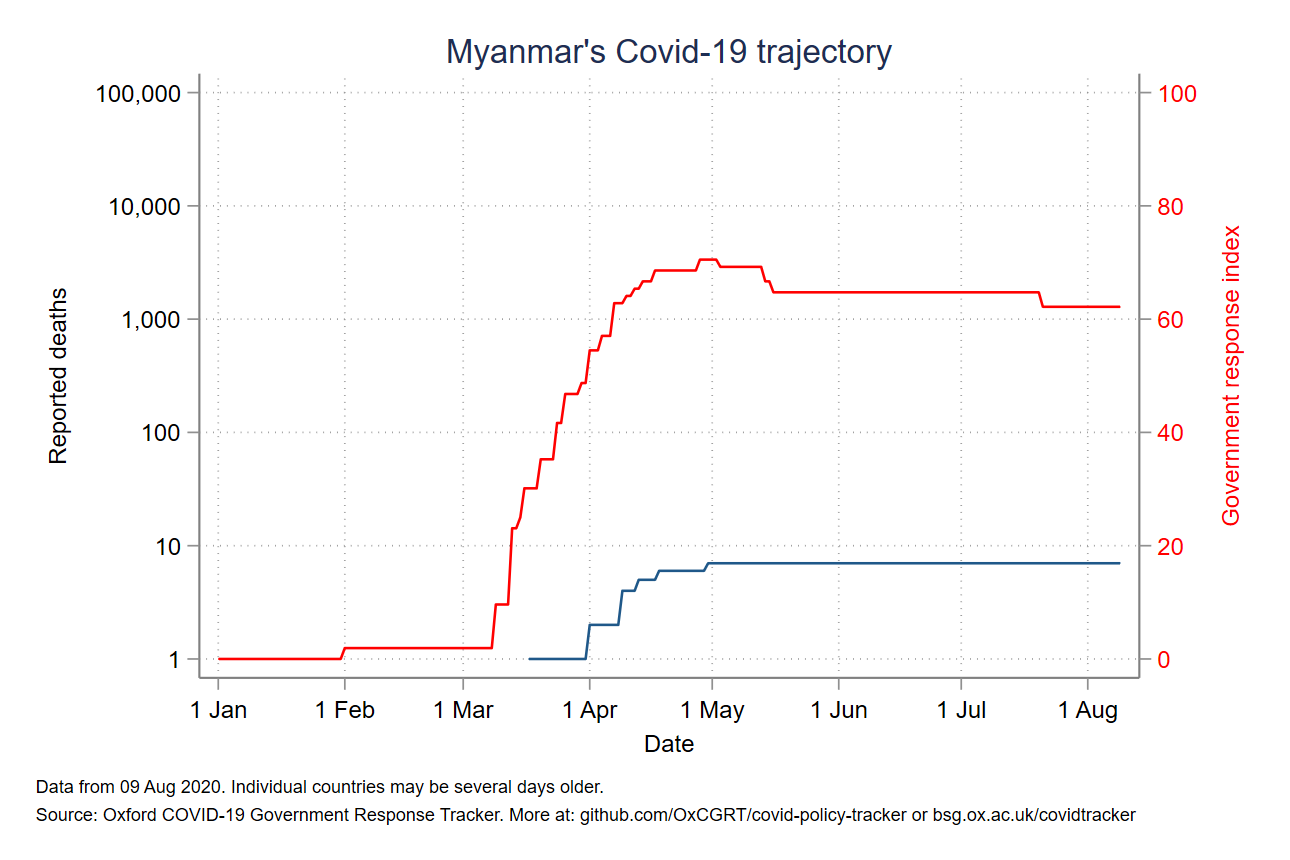 Myanmar's Covid-19 trajectory
100,000
10,000
1,000
100
10
1
Reported deaths
100
80
60
40
20
0
Government response index
1 Jan
1 Feb
1 Mar
1 Apr
1 May
1 Jun
1 Jul
1 Aug
Date
Data from 09 Aug 2020. Individual countries may be several days older.
Source: Oxford COVID-19 Government Response Tracker. More at: github.com/OxCGRT/covid-policy-tracker or bsg.ox.ac.uk/covidtracker